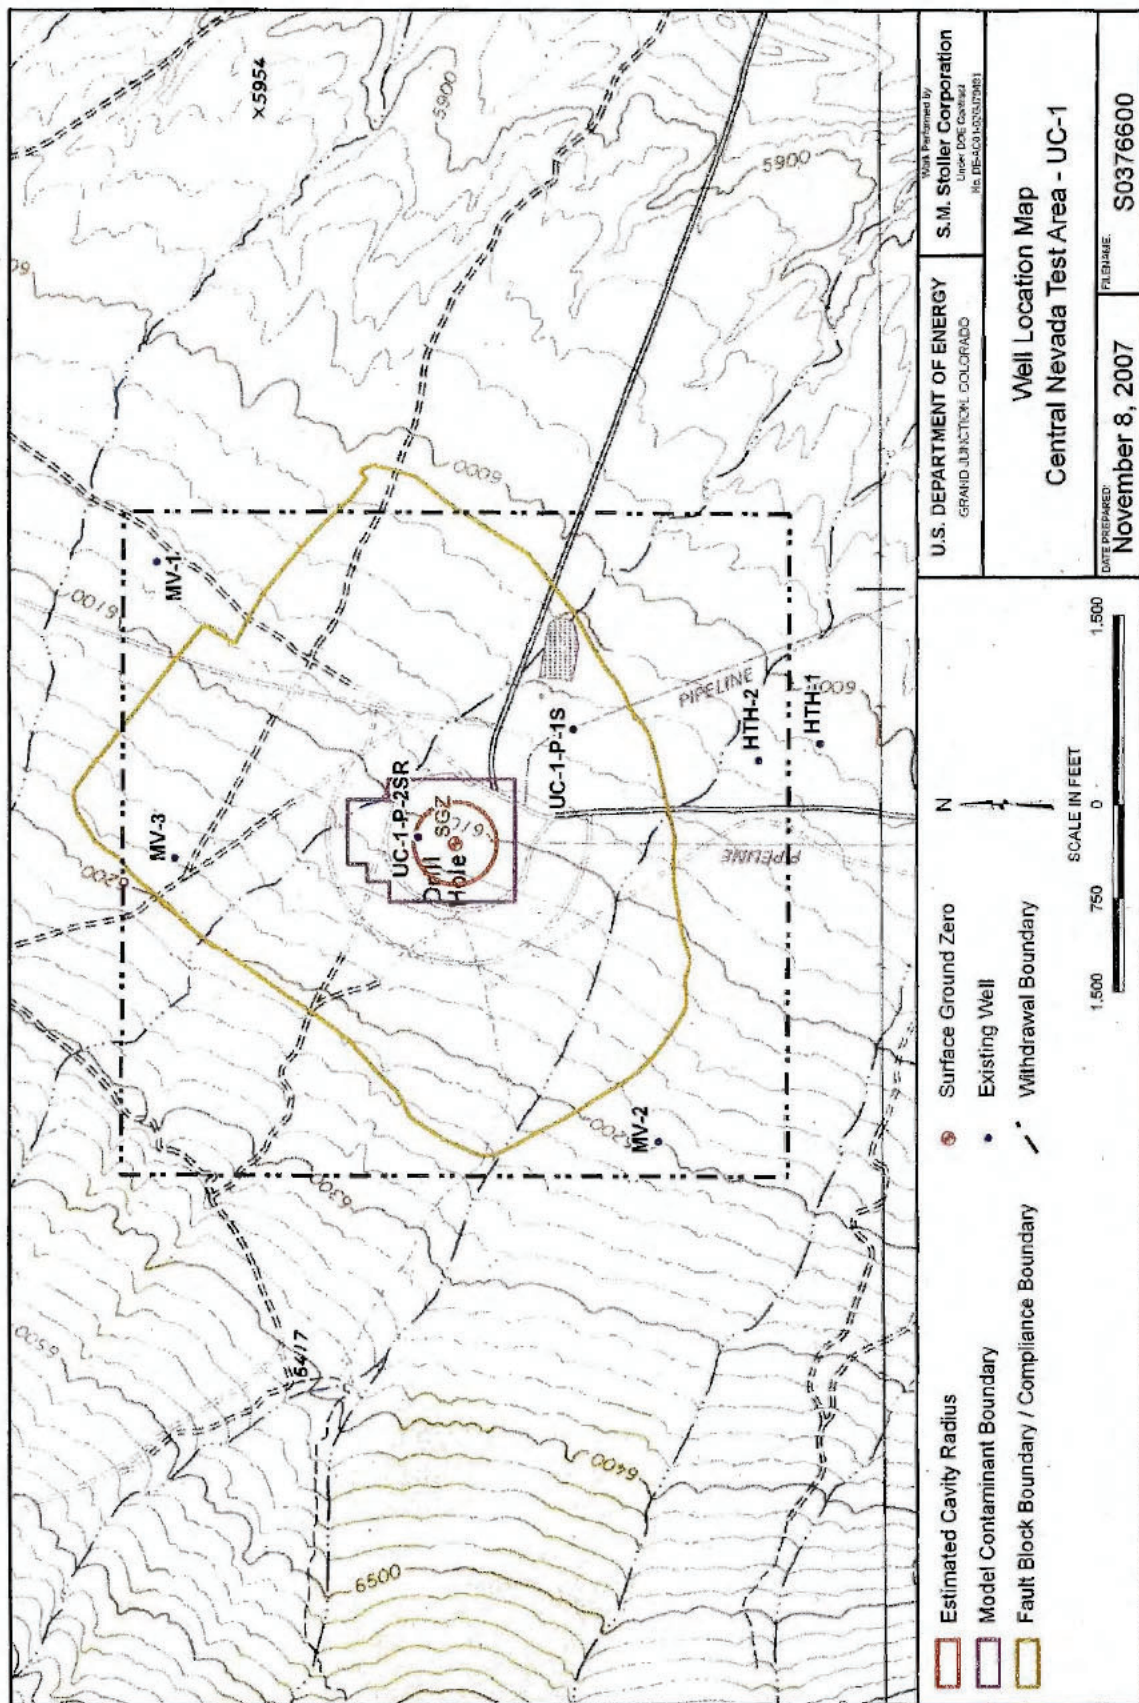 x5954
5900
5900
6000
6100
MV-1
MV-3
6200
UC-1-P-2SR
SGZ
Drill
Hole
UC-1-P-1S
PIPELINE
PIPELINE
HTH-2
HTH-1
MV-2
6300
6417
6500
6400
6500
Estimated Cavity Radius
Model Contaminant Boundary
Fault Block Boundary / Compliance Boundary
Surface Ground Zero
Existing Well
Withdrawal Boundary
N
SCALE IN FEET
1,500
750
0
1,500
U.S. DEPARTMENT OF ENERGY
GRAND JUNCTION, COLORADO
Work Performed by
S.M. Stoller Corporation
Under DOE Contract
Well Location Map
Central Nevada Test Area - UC-1
DATE PREPARED:
November 8, 2007
FILENAME:
S0376600